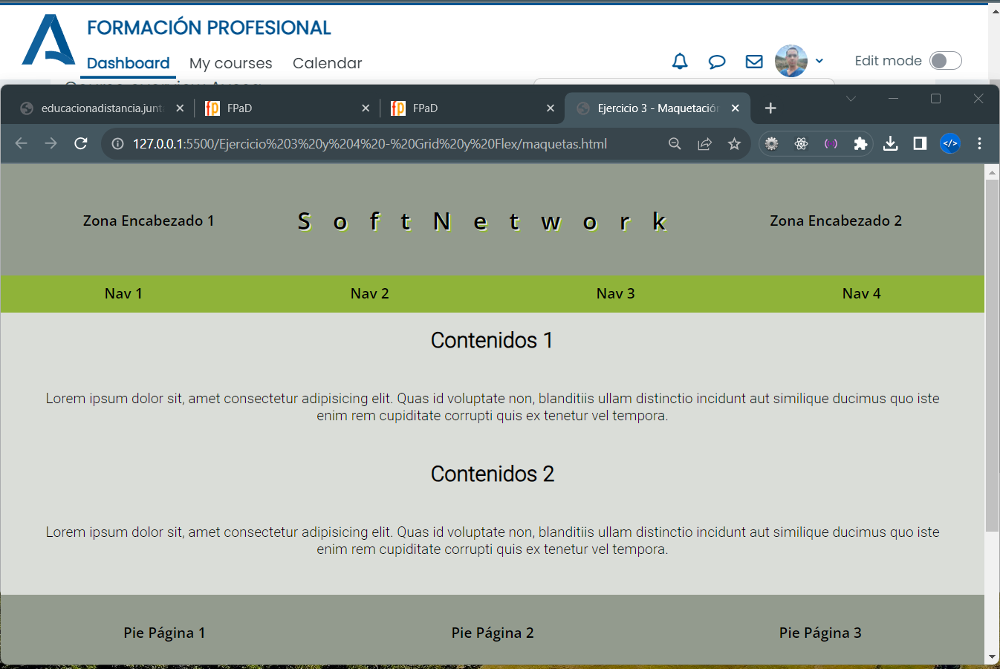 FORMACIÓN PROFESIONAL
Dashboard My courses Calendar Edit mode
educacionadistancia.junta FPaD FPaD Ejercicio 3 - Maquetación
127.0.0.1:5500/Ejercicio%203%20y%204%20-%20Grid%20y%20Flex/maquetas.html
Zona Encabezado 1 SoftNetwork Zona Encabezado 2
Nav 1 Nav 2 Nav 3 Nav 4
Contenidos 1
Lorem ipsum dolor sit, amet consectetur adipisicing elit. Quas id voluptate non, blanditiis ullam distinctio incidunt aut similique ducimus quo iste
enim rem cupiditate corrupti quis ex tenetur vel tempora.
Contenidos 2
Lorem ipsum dolor sit, amet consectetur adipisicing elit. Quas id voluptate non, blanditiis ullam distinctio incidunt aut similique ducimus quo iste
enim rem cupiditate corrupti quis ex tenetur vel tempora.
Pie Página 1 Pie Página 2 Pie Página 3